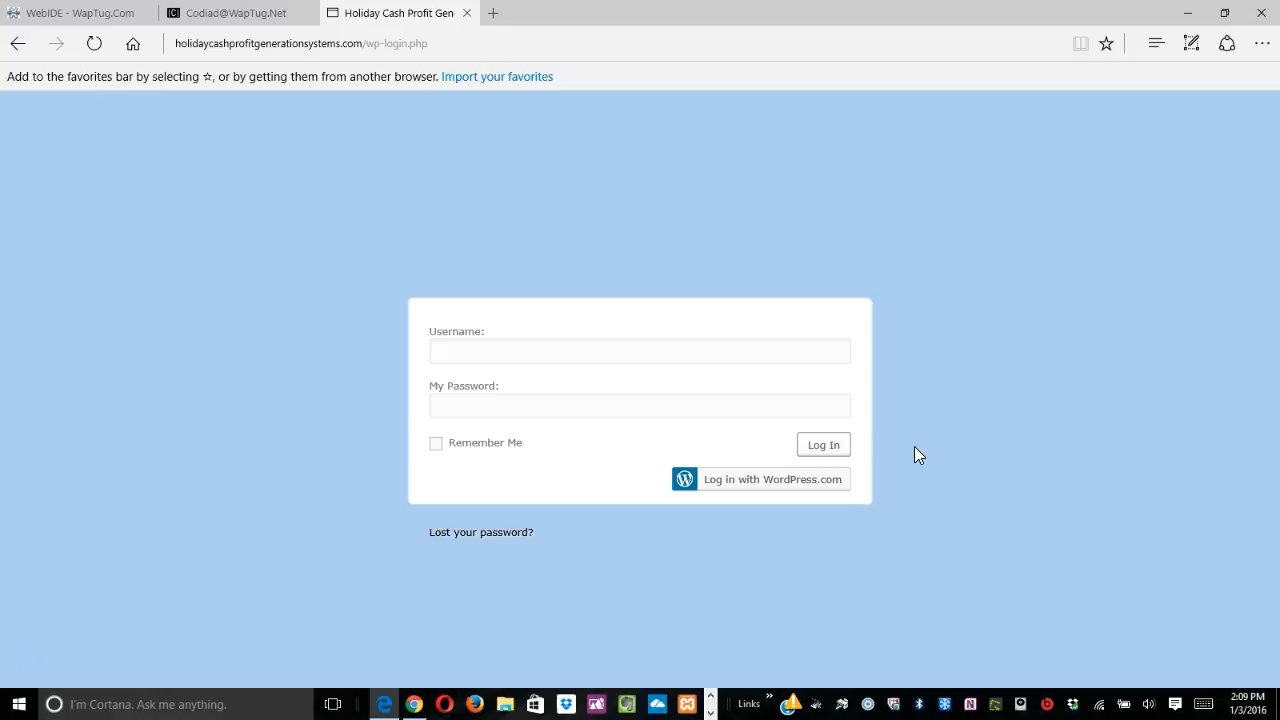 WebIDE - WapTug.Com
Codiad@WapTug.Net
Holiday Cash Profit Gen
holidaycashprofitgenerationsystems.com/wp-login.php
Add to the favorites bar by selecting ☆, or by getting them from another browser. Import your favorites
Username:
My Password:
Remember Me
Log In
Log in with WordPress.com
Lost your password?
I'm Cortana. Ask me anything.
Links
2:09 PM
1/3/2016